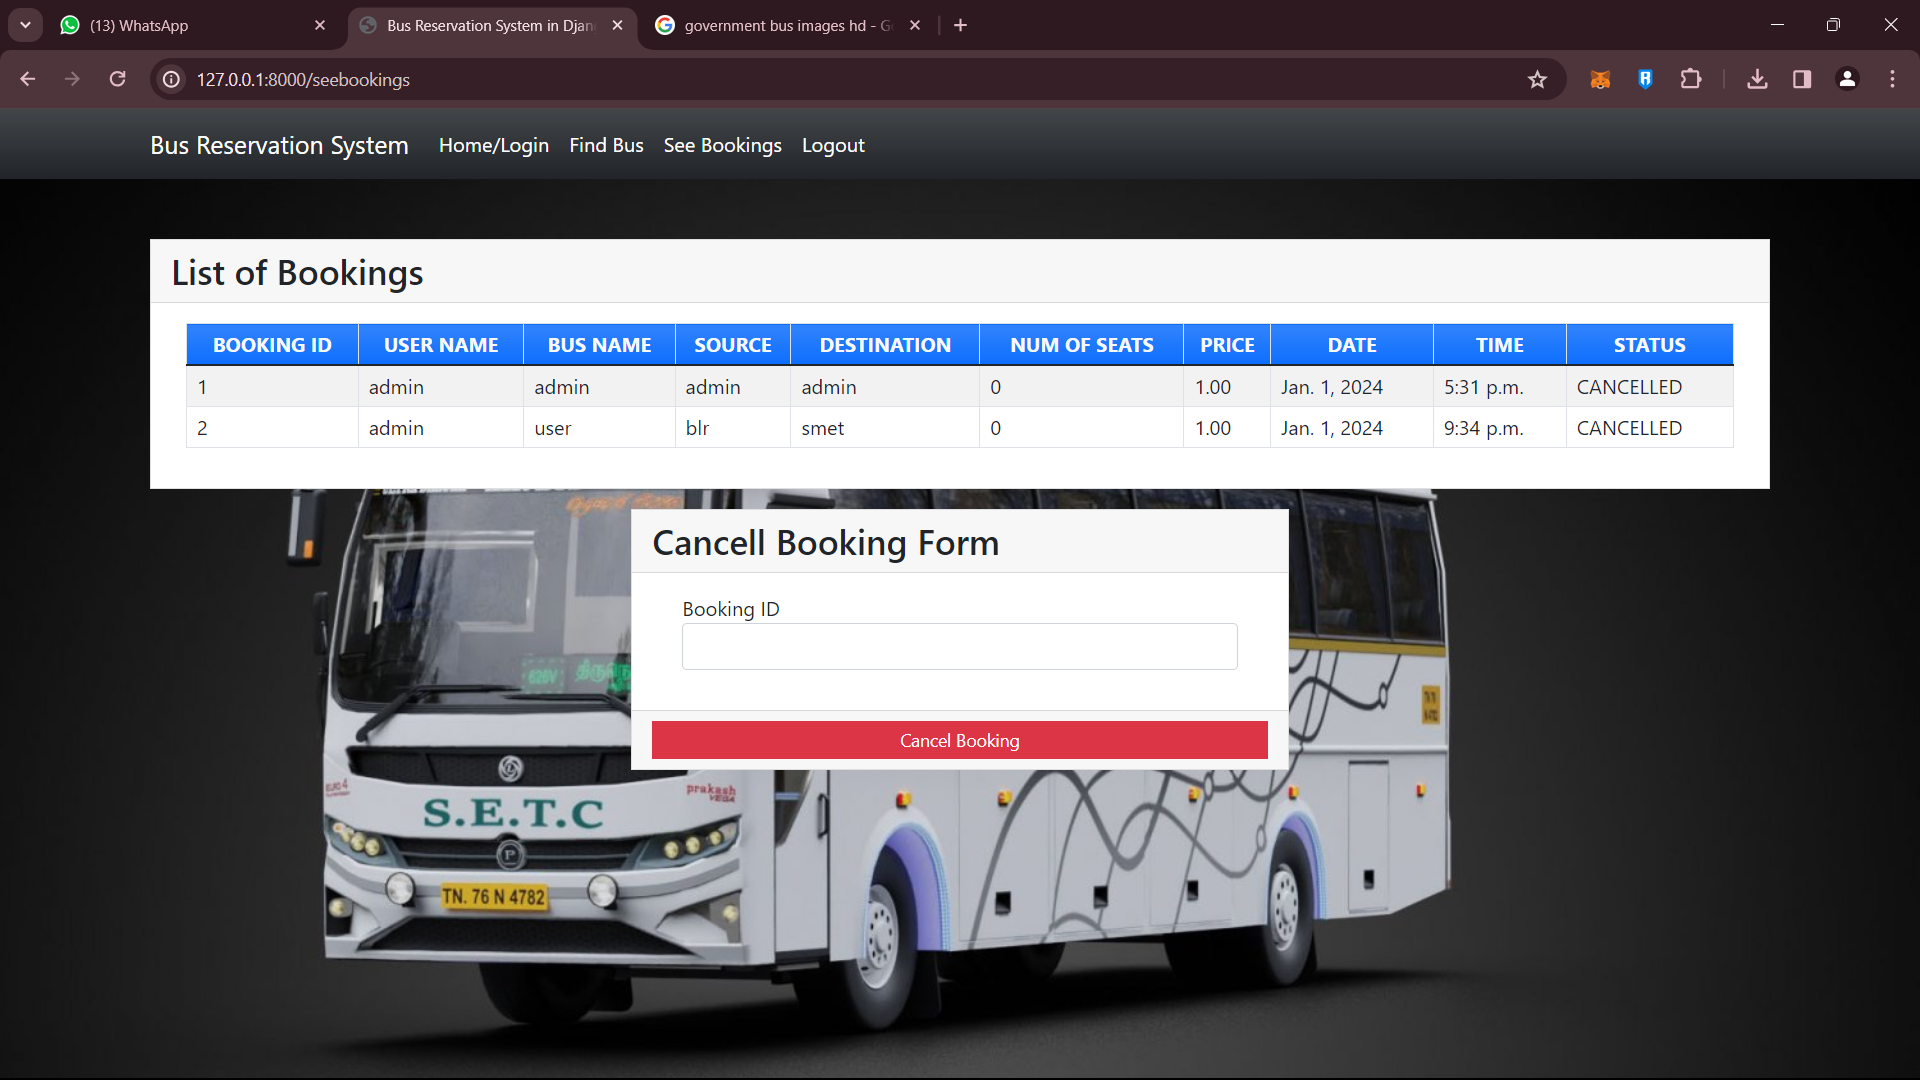 (13) WhatsApp
Bus Reservation System in Djan
government bus images hd - G
127.0.0.1:8000/seebookings
Bus Reservation System Home/Login Find Bus See Bookings Logout
List of Bookings
BOOKING ID USER NAME BUS NAME SOURCE DESTINATION NUM OF SEATS PRICE DATE TIME STATUS
1 admin admin admin admin 0 1.00 Jan. 1, 2024 5:31 p.m. CANCELLED
2 admin user blr smet 0 1.00 Jan. 1, 2024 9:34 p.m. CANCELLED
Cancell Booking Form
Booking ID
626V
Cancel Booking
EURO 4
prakash
VEGA
S.E.T.C
P
TN. 76 N 4782